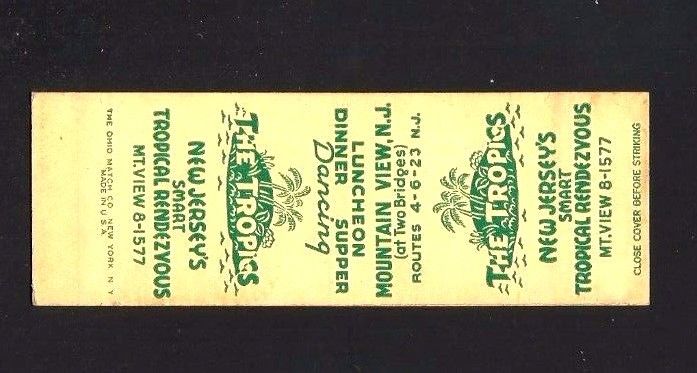 THE OHIO MATCH CO. NEW YORK N Y
MADE IN U.S.A.
THE TROPICS
NEW JERSEY'S
SMART
TROPICAL RENDEZVOUS
MT.VIEW 8-1577
Dancing
DINNER SUPPER
LUNCHEON
MOUNTAIN VIEW, N.J.
(at Two Bridges)
ROUTES 4-6-23 N.J.
THE TROPICS
NEW JERSEY'S
SMART
TROPICAL RENDEZVOUS
MT.VIEW 8-1577
CLOSE COVER BEFORE STRIKING